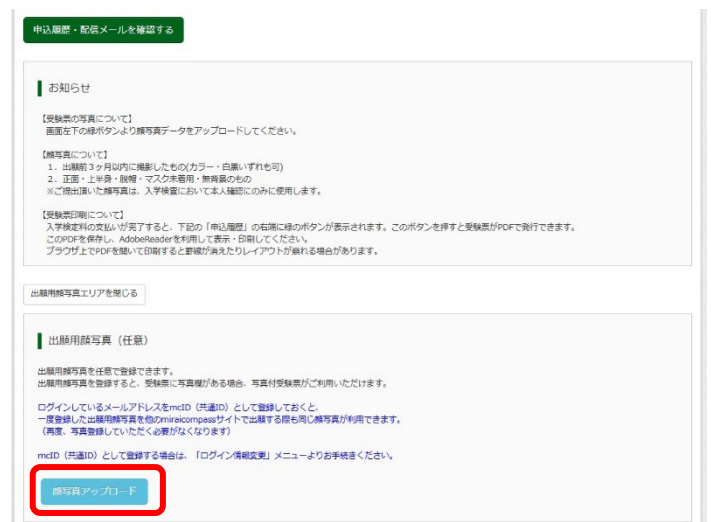 申込履歴・配信メールを確認する
お知らせ
【受験票の写真について】
画面左下の緑ボタンより顔写真データをアップロードしてください。
【顔写真について】
1．出願前3ヶ月以内に撮影したもの(カラー・白黒いずれも可)
2．正面・上半身・脱帽・マスク未着用・無背景のもの
※ご提出頂いた顔写真は、入学検査において本人確認にのみに使用します。
【受験票印刷について】
入学検定料の支払いが完了すると、下記の「申込履歴」の右端に緑のボタンが表示されます。このボタンを押すと受験票がPDFで発行できます。
このPDFを保存し、AdobeReaderを利用して表示・印刷してください。
ブラウザ上でPDFを開いて印刷すると罫線が消えたりレイアウトが崩れる場合があります。
出願用顔写真エリアを閉じる
出願用顔写真（任意）
出願用顔写真を任意で登録できます。
出願用顔写真を登録すると、受験票に写真欄がある場合、写真付受験票がご利用いただけます。
ログインしているメールアドレスをmcID（共通ID）として登録しておくと、
一度登録した出願用顔写真を他のmiraicompassサイトで出願する際も同じ顔写真が利用できます。
（再度、写真登録していただく必要がなくなります）
mcID（共通ID）として登録する場合は、「ログイン情報変更」メニューよりお手続きください。
顔写真アップロード